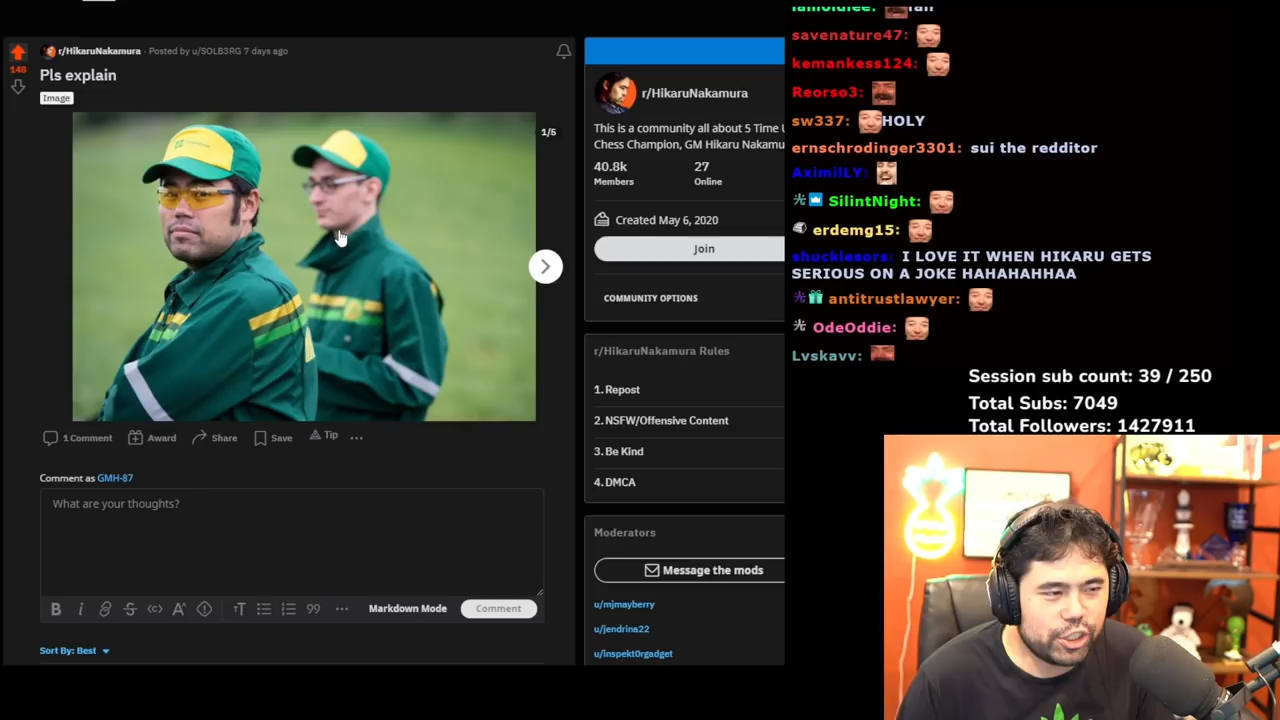 r/HikaruNakamura · Posted by u/SOLB3RG 7 days ago
148
Pls explain
Image
1/5
1 Comment
Award
Share
Save
Tip
Comment as GMH-87
What are your thoughts?
Markdown Mode
Comment
Sort By: Best
r/HikaruNakamura
This is a community all about 5 Time
Chess Champion, GM Hikaru Nakamu
40.8k
27
Members
Online
Created May 6, 2020
Join
COMMUNITY OPTIONS
r/HikaruNakamura Rules
1. Repost
2. NSFW/Offensive Content
3. Be Kind
4. DMCA
Moderators
Message the mods
u/mjmayberry
u/jendrina22
u/inspekt0rgadget
savenature47:
kemankess124:
Reorso3:
sw337: HOLY
ernschrodinger3301: sui the redditor
AximilLY:
SilintNight:
erdemg15:
shucklesors: I LOVE IT WHEN HIKARU GETS
SERIOUS ON A JOKE HAHAHAHHAA
antitrustlawyer:
OdeOddie:
Lvskavv:
Session sub count: 39 / 250
Total Subs: 7049
Total Followers: 1427911